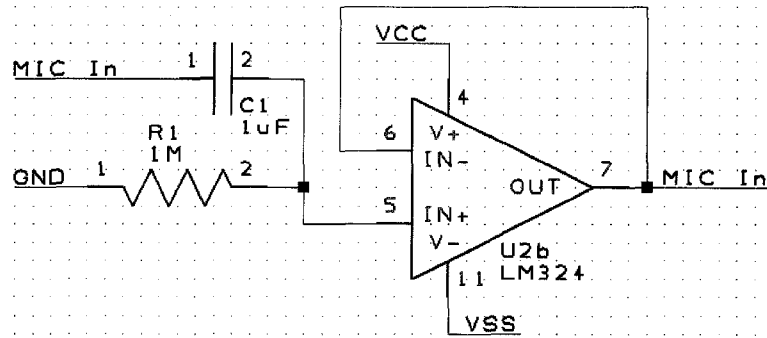 VCC
MIC In
1
2
C1
1uF
4
6
V+
IN-
R1
1M
GND
1
2
OUT
7
MIC In
5
IN+
V-
U2b
LM324
11
VSS